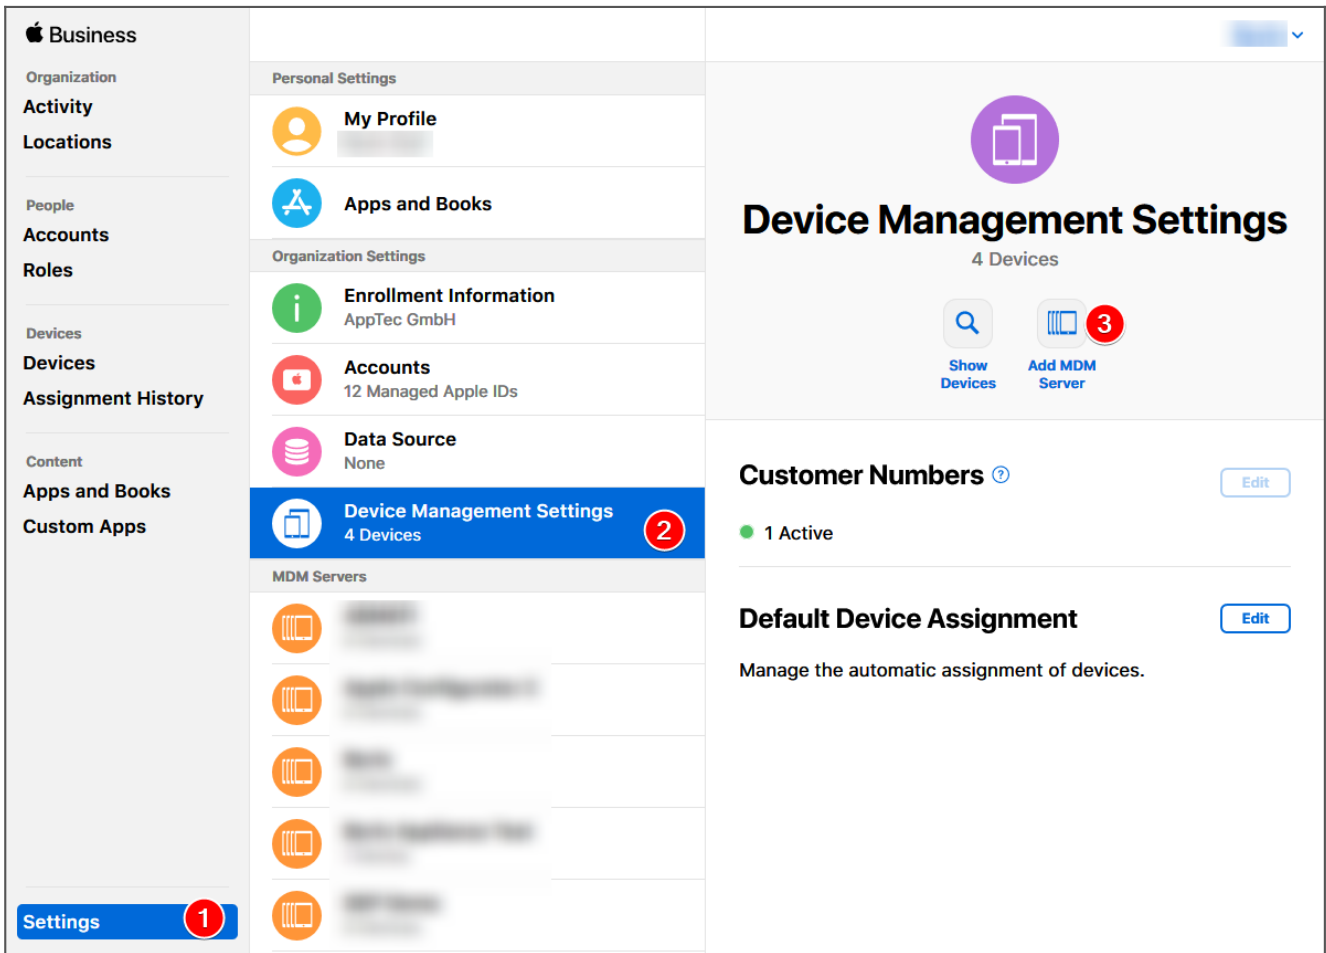 Business
Organization
Activity
Locations
People
Accounts
Roles
Devices
Devices
Assignment History
Content
Apps and Books
Custom Apps
Settings
1
Personal Settings
My Profile
Apps and Books
Organization Settings
Enrollment Information
AppTec GmbH
Accounts
12 Managed Apple IDs
Data Source
None
Device Management Settings
4 Devices
2
MDM Servers
Device Management Settings
4 Devices
Show
Devices
Add MDM
Server
3
Customer Numbers ?
Edit
1 Active
Default Device Assignment
Edit
Manage the automatic assignment of devices.